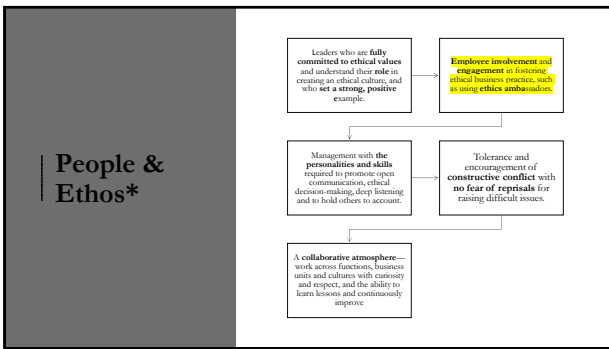 People &
Ethos*
Leaders who are fully
committed to ethical values
and understand their role in
creating an ethical culture, and
who set a strong, positive
example.
Employee involvement and
engagement in fostering
ethical business practice, such
as using ethics ambassadors.
Management with the
personalities and skills
required to promote open
communication, ethical
decision-making, deep listening
and to hold others to account.
Tolerance and
encouragement of
constructive conflict with
no fear of reprisals for
raising difficult issues.
A collaborative atmosphere—
work across functions, business
units and cultures with curiosity
and respect, and the ability to
learn lessons and continuously
improve